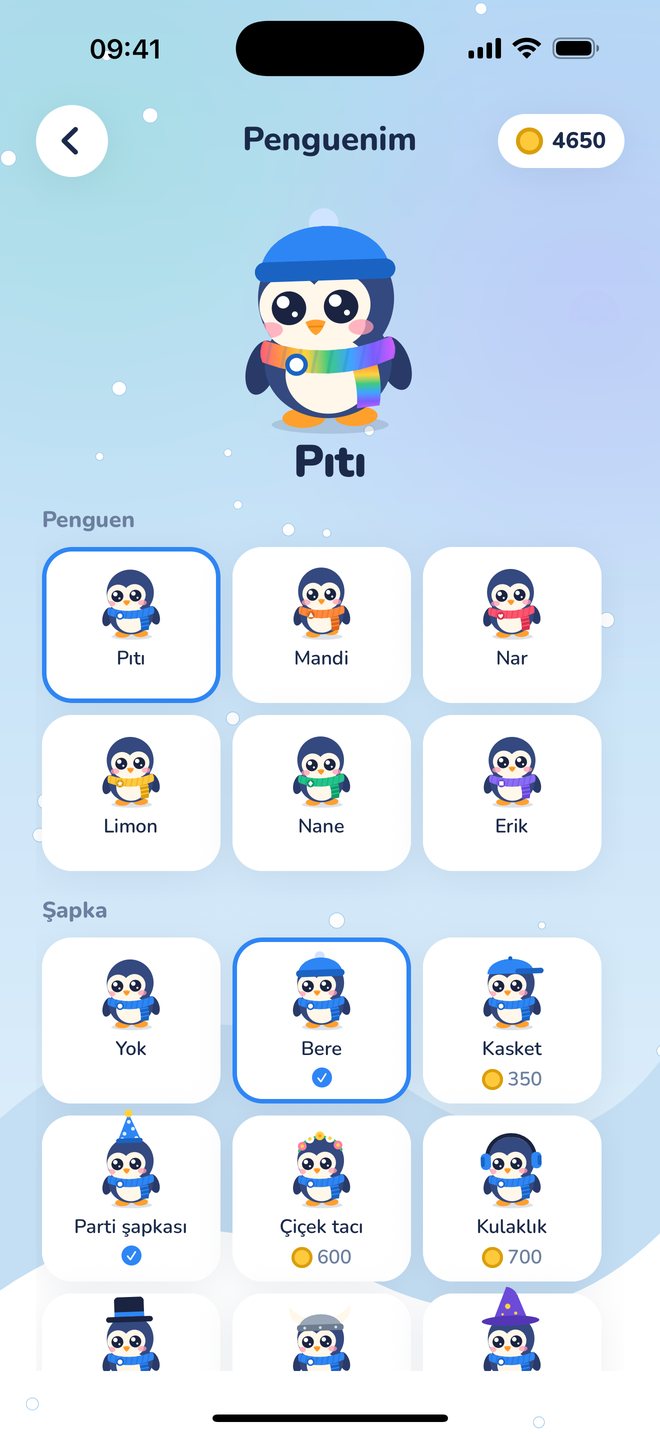 09:41
Penguenim
4650
Pıtı
Penguen
Pıtı
Mandi
Nar
Limon
Nane
Erik
Şapka
Yok
Bere
Kasket
350
Parti şapkası
Çiçek tacı
Kulaklık
600
700